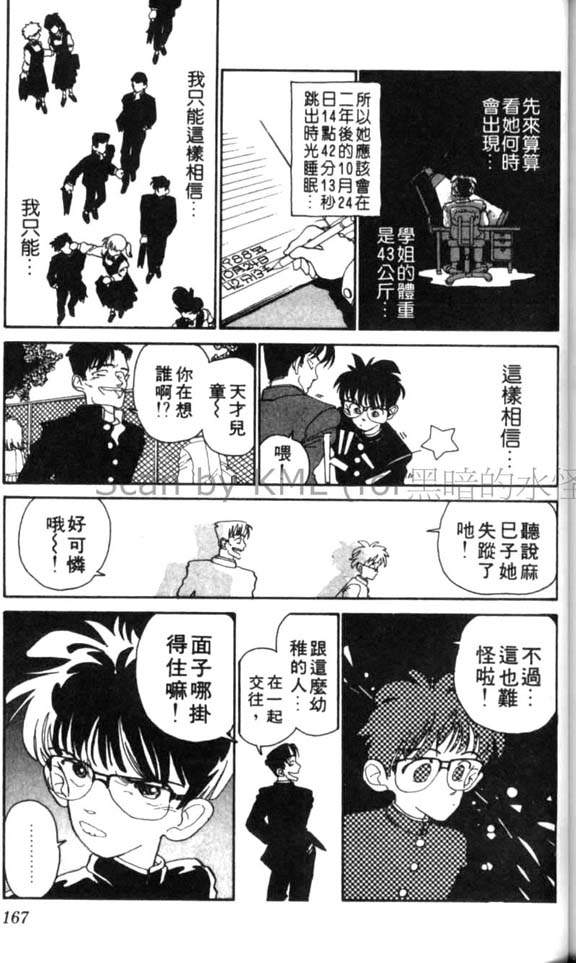 先來算算
看她何時
會出現…
學姐的體重
是43公斤…
所以她應該會在
二年後的10月24
日14點42分13秒
跳出時光睡眠…
我只能這樣相信…
我只能…
這樣相信…
喂！
天才兒
童～
你在想
誰啊！？
聽說麻
巳子她
失蹤了
吔！
好可憐
哦～！
不過…
這也難
怪啦！
跟這麼幼
稚的人…
在一起
交往，
面子哪掛
得住嘛！
………
Scan by KML (for 黑暗的水怪
167